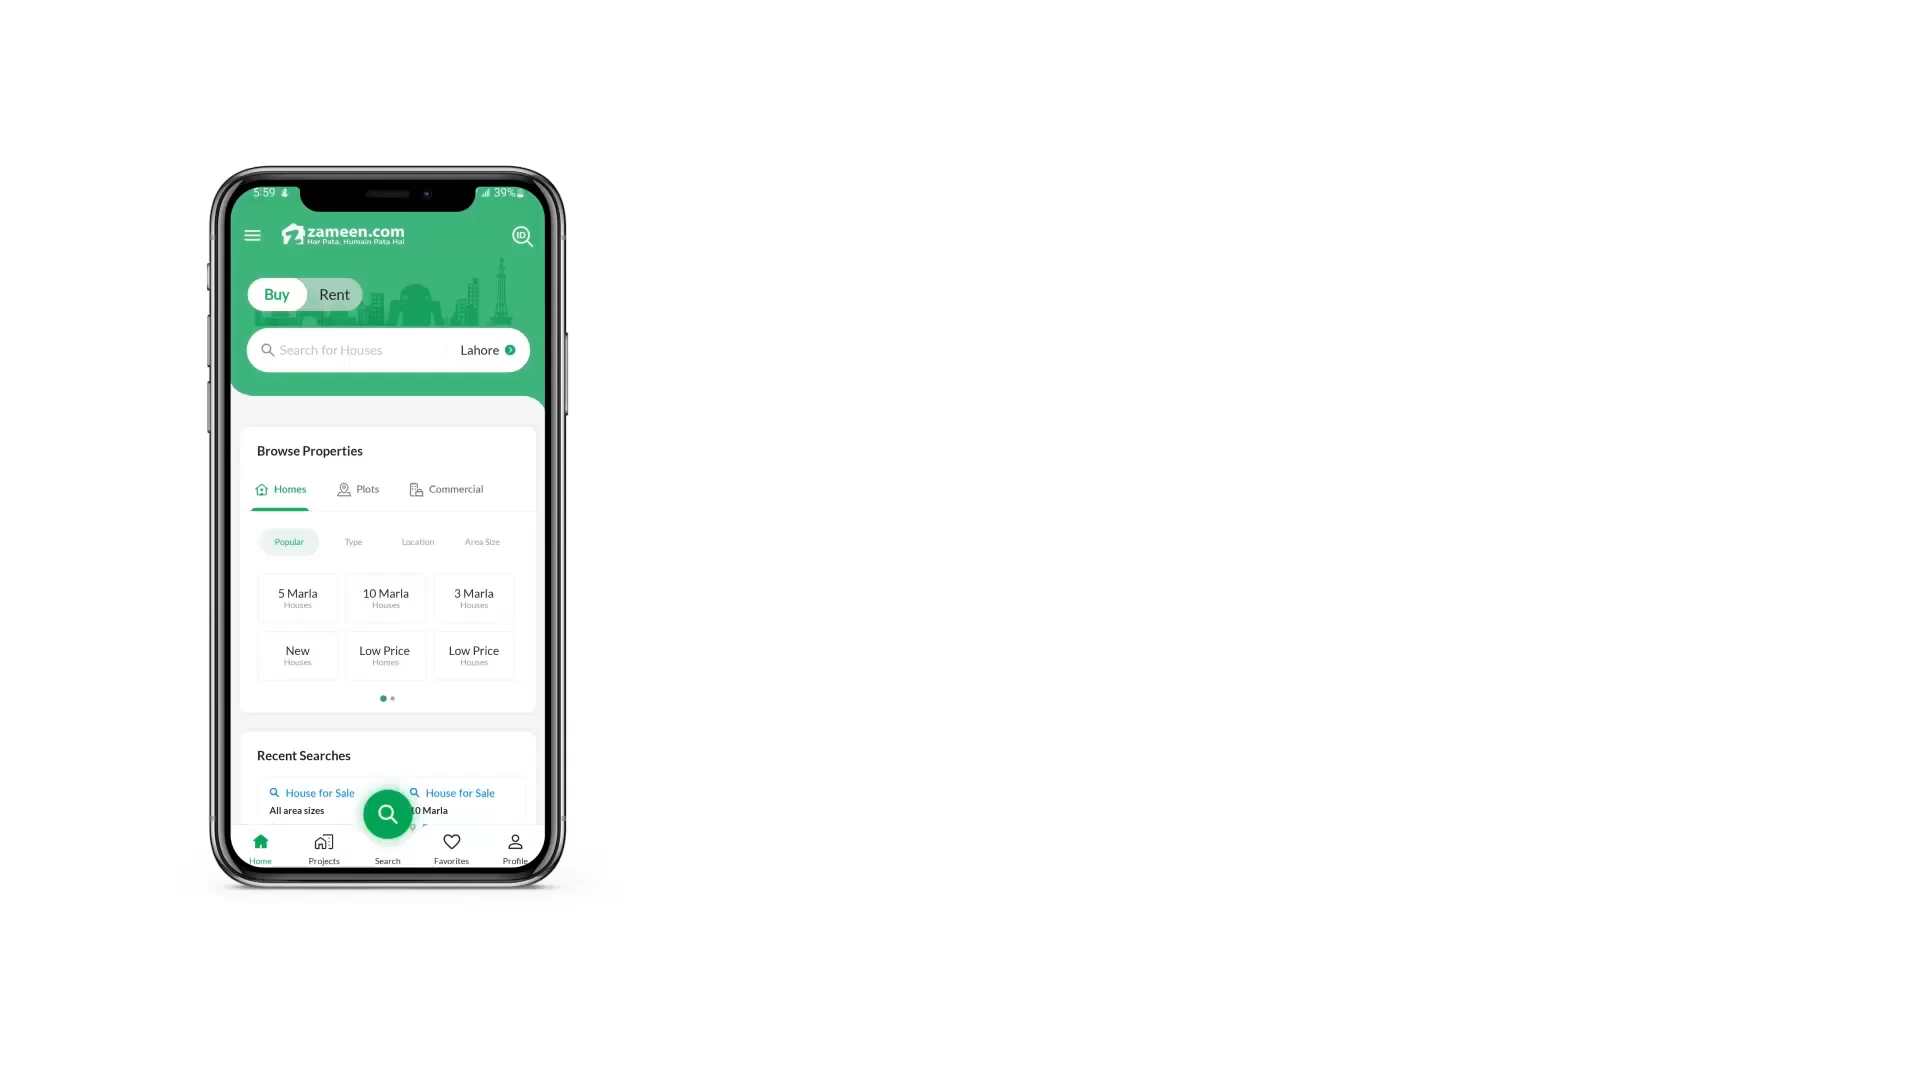 5:59 39%
zameen.com
Har Pata, Humain Pata Hai
ID
Buy Rent
Search for Houses Lahore
Browse Properties
Homes Plots Commercial
Popular Type Location Area Size
5 Marla 10 Marla 3 Marla
Houses Houses Houses
New Low Price Low Price
Houses Homes Houses
Recent Searches
House for Sale House for Sale
All area sizes 10 Marla
Home Projects Search Favorites Profile